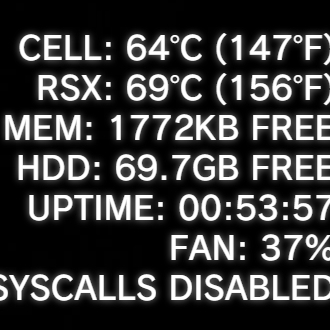 CELL: 64°C (147°F)
RSX: 69°C (156°F)
MEM: 1772KB FREE
HDD: 69.7GB FREE
UPTIME: 00:53:57
FAN: 37%
SYSCALLS DISABLED